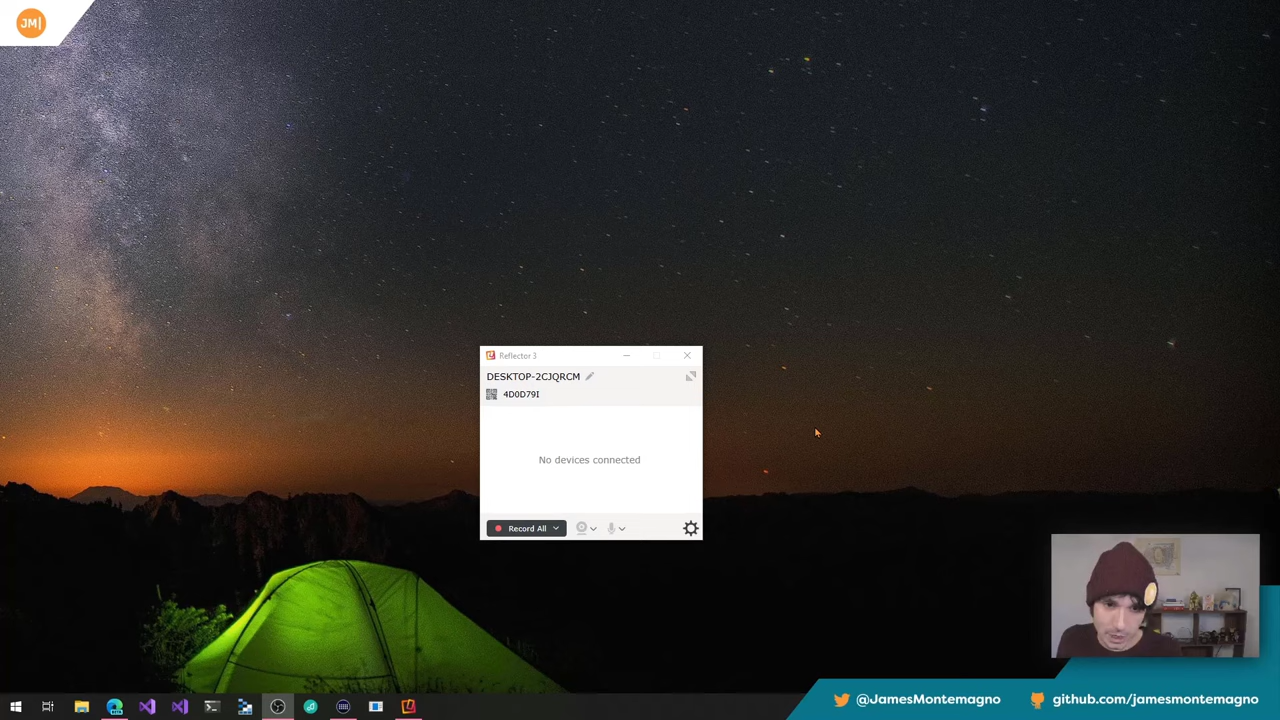 JM|
Reflector 3
DESKTOP-2CJQRCM
4D0D79I
No devices connected
Record All
@JamesMontemagno
github.com/jamesmontemagno